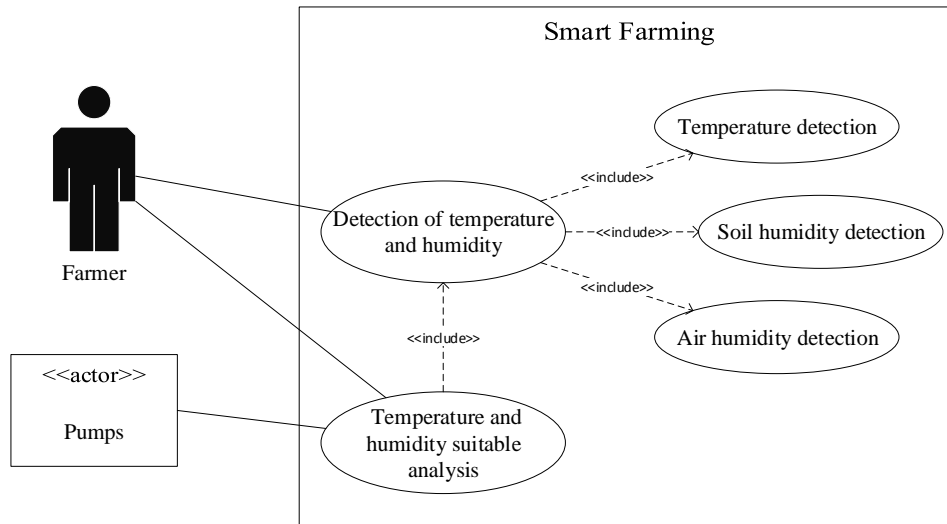 Smart Farming
Temperature detection
<<include>>
Detection of temperature
and humidity
<<include>>
Soil humidity detection
Farmer
<<include>>
<<include>>
Air humidity detection
<<actor>>
Pumps
Temperature and
humidity suitable
analysis